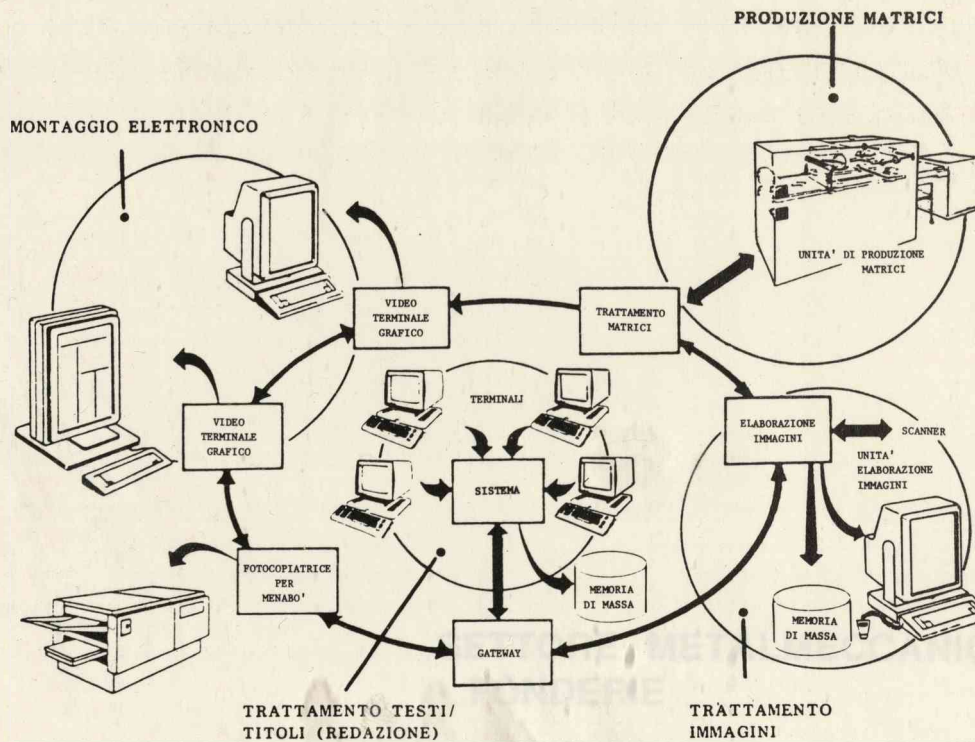 PRODUZIONE MATRICI
MONTAGGIO ELETTRONICO
UNITA' DI PRODUZIONE
MATRICI
VIDEO
TERMINALE
GRAFICO
TRATTAMENTO
MATRICI
TERMINALI
VIDEO
TERMINALE
GRAFICO
SISTEMA
ELABORAZIONE
IMMAGINI
SCANNER
UNITA'
ELABORAZIONE
IMMAGINI
FOTOCOPIATRICE
PER
MENABO'
MEMORIA
DI MASSA
MEMORIA
DI MASSA
GATEWAY
TRATTAMENTO TESTI/
TITOLI (REDAZIONE)
TRATTAMENTO
IMMAGINI